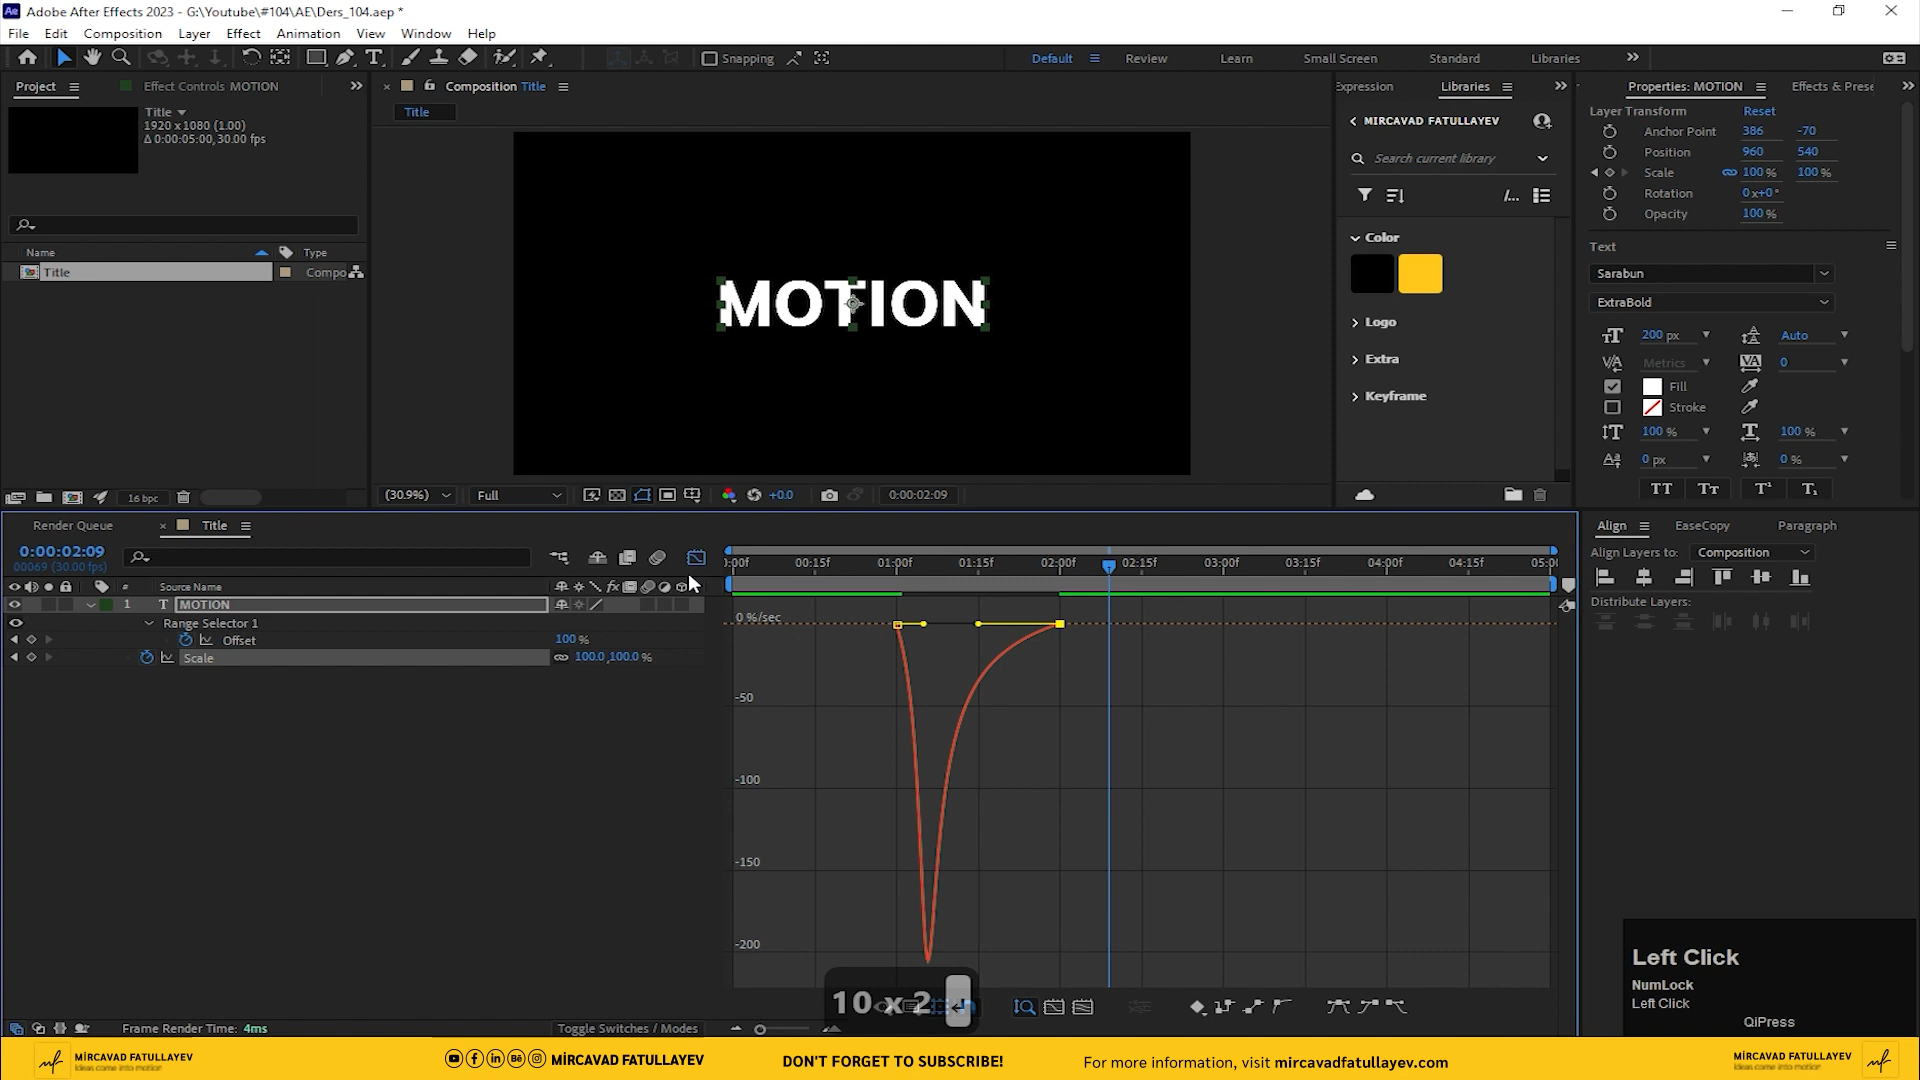 Adobe After Effects 2023 - G:\Youtube\#104\AE\Ders_104.aep *
File Edit Composition Layer Effect Animation View Window Help
Snapping Default Review Learn Small Screen Standard Libraries
Project Effect Controls MOTION
Title
1920 x 1080 (1.00)
Δ 0:00:05:00, 30.00 fps
Name Type
Title Compo
16 bpc
Composition Title
Title
MOTION
(30.9%) Full +0.0 0:00:02:09
Expression Libraries
MIRCAVAD FATULLAYEV
Search current library
Color
Logo
Extra
Keyframe
Properties: MOTION Effects & Prese
Layer Transform Reset
Anchor Point 386 -70
Position 960 540
Scale 100 % 100 %
Rotation 0x+0°
Opacity 100 %
Text
Sarabun
ExtraBold
200 px Auto
Metrics 0
Fill
Stroke
100 % 100 %
0 px 0 %
TT Tт T¹ T₁
Render Queue Title
0:00:02:09
00069 (30.00 fps)
# Source Name
1 T MOTION
Range Selector 1
Offset 100 %
Scale 100.0,100.0 %
00:15f 01:00f 01:15f 02:00f 02:15f 03:00f 03:15f 04:00f 04:15f
0 %/sec
-50
-100
-150
-200
10 x 2
Frame Render Time: 4ms Toggle Switches / Modes
Align EaseCopy Paragraph
Align Layers to: Composition
Distribute Layers:
Left Click
NumLock
Left Click
QiPress
MİRCAVAD FATULLAYEV
Ideas come into motion
MİRCAVAD FATULLAYEV DON'T FORGET TO SUBSCRIBE! For more information, visit mircavadfatullayev.com
MİRCAVAD FATULLAYEV
Ideas come into motion